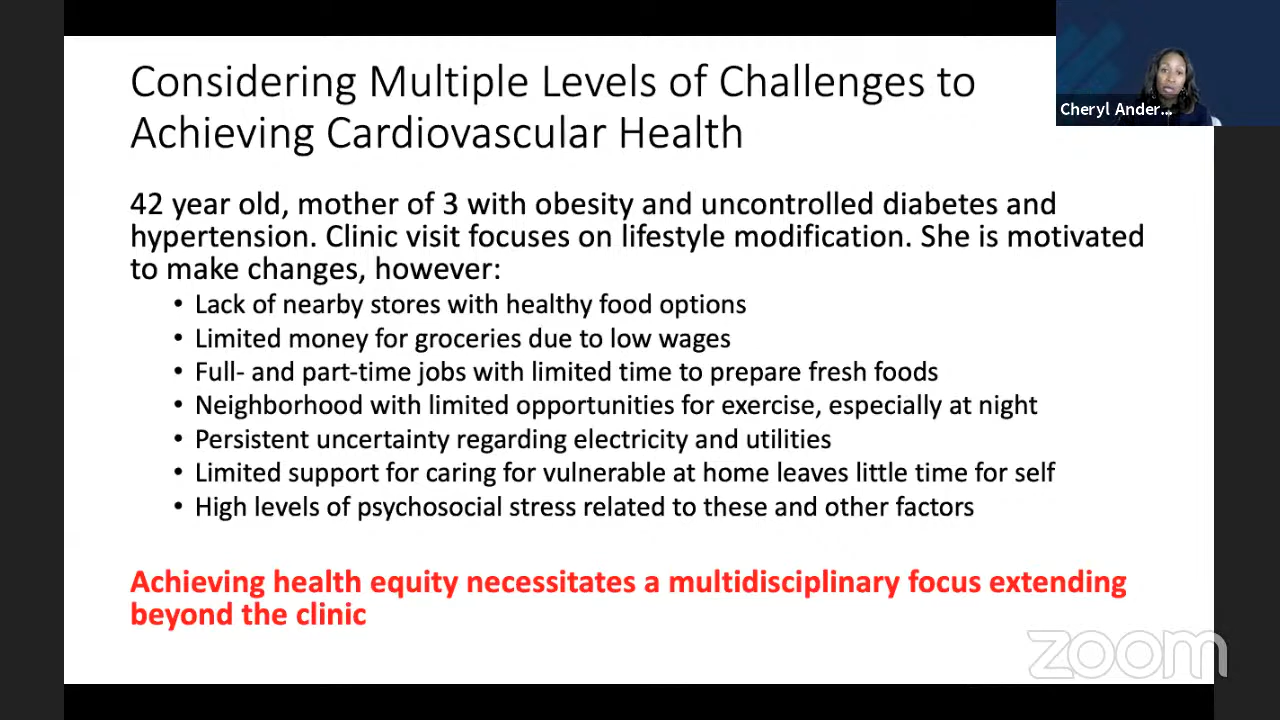 Considering Multiple Levels of Challenges to
Achieving Cardiovascular Health
Cheryl Ander...
42 year old, mother of 3 with obesity and uncontrolled diabetes and
hypertension. Clinic visit focuses on lifestyle modification. She is motivated
to make changes, however:
• Lack of nearby stores with healthy food options
• Limited money for groceries due to low wages
• Full- and part-time jobs with limited time to prepare fresh foods
• Neighborhood with limited opportunities for exercise, especially at night
• Persistent uncertainty regarding electricity and utilities
• Limited support for caring for vulnerable at home leaves little time for self
• High levels of psychosocial stress related to these and other factors
Achieving health equity necessitates a multidisciplinary focus extending
beyond the clinic
zoom